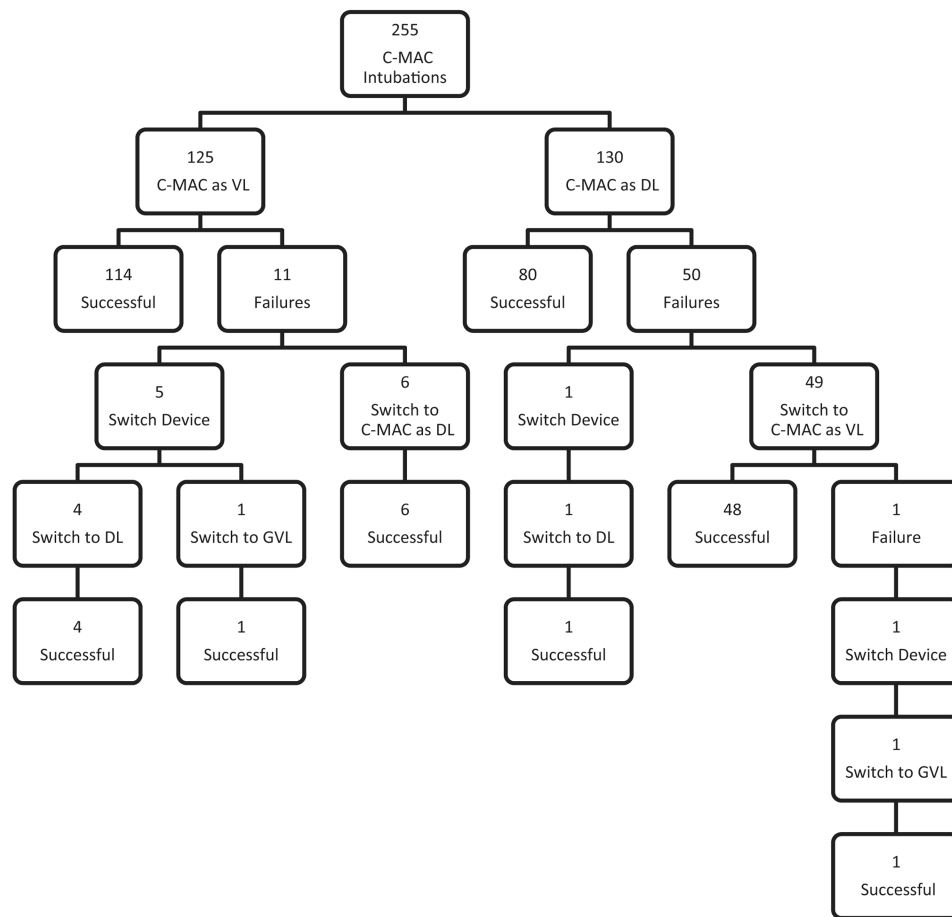 255
C-MAC
Intubations
125
C-MAC as VL
130
C-MAC as DL
114
Successful
11
Failures
80
Successful
50
Failures
5
Switch Device
6
Switch to
C-MAC as DL
1
Switch Device
49
Switch to
C-MAC as VL
4
Switch to DL
1
Switch to GVL
6
Successful
1
Switch to DL
48
Successful
1
Failure
4
Successful
1
Successful
1
Successful
1
Switch Device
1
Switch to GVL
1
Successful